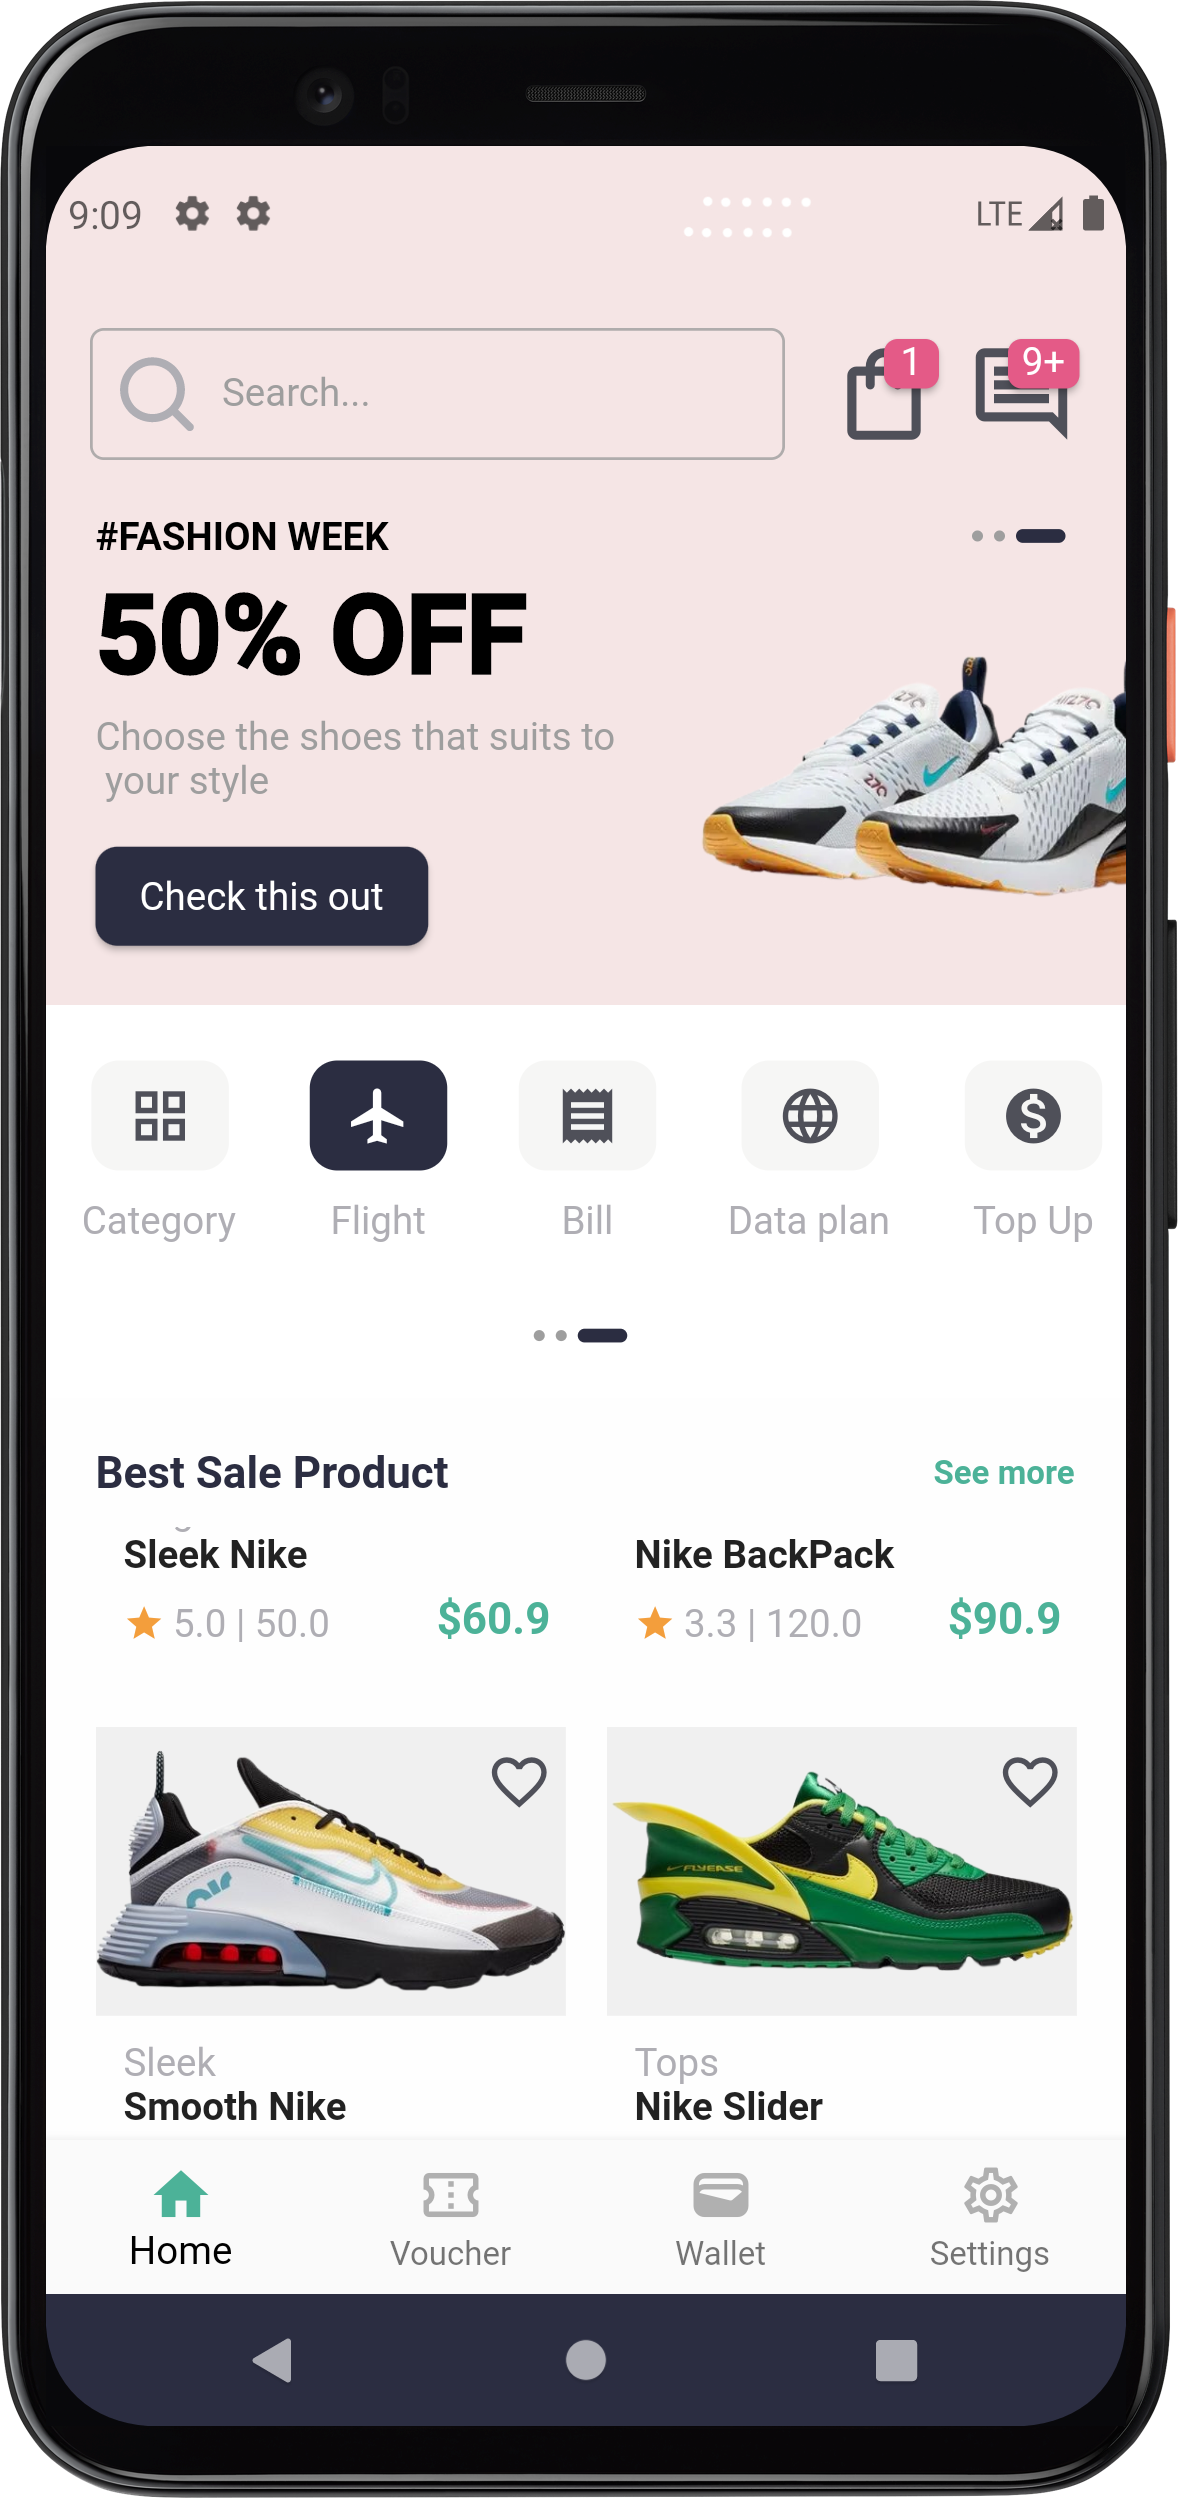 9:09
LTE
Search...
1
9+
#FASHION WEEK
50% OFF
Choose the shoes that suits to
your style
Check this out
Category
Flight
Bill
Data plan
Top Up
Best Sale Product
See more
Sleek Nike
Nike BackPack
5.0 | 50.0
$60.9
3.3 | 120.0
$90.9
air
FLYEASE
Sleek
Tops
Smooth Nike
Nike Slider
Home
Voucher
Wallet
Settings